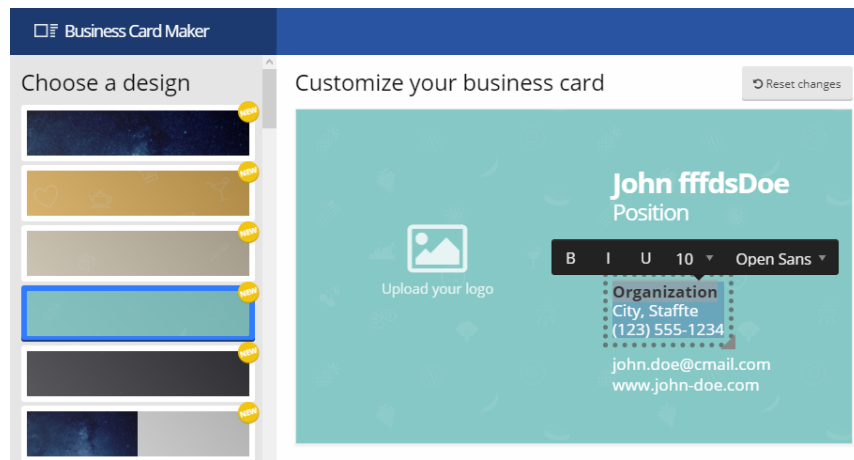 Business Card Maker
Choose a design
NEW
NEW
NEW
NEW
NEW
NEW
Customize your business card
Reset changes
John fffdsDoe
Position
B I U 10 Open Sans
Upload your logo
Organization
City, Staffte
(123) 555-1234
john.doe@cmail.com
www.john-doe.com